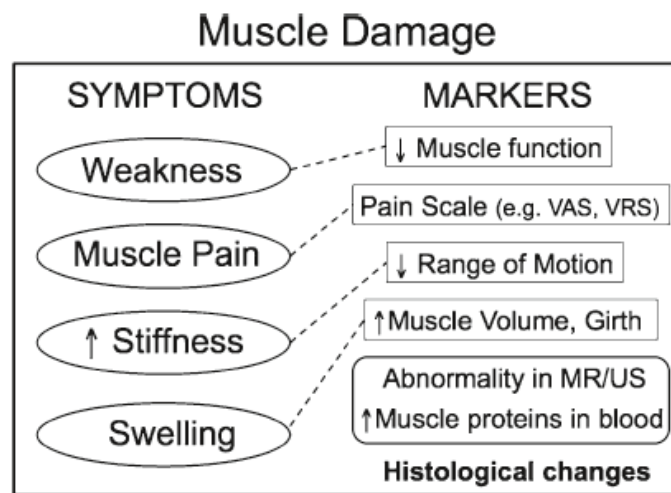 Muscle Damage
SYMPTOMS
Weakness
Muscle Pain
↑ Stiffness
Swelling
MARKERS
↓ Muscle function
Pain Scale (e.g. VAS, VRS)
↓ Range of Motion
↑Muscle Volume, Girth
Abnormality in MR/US
↑Muscle proteins in blood
Histological changes